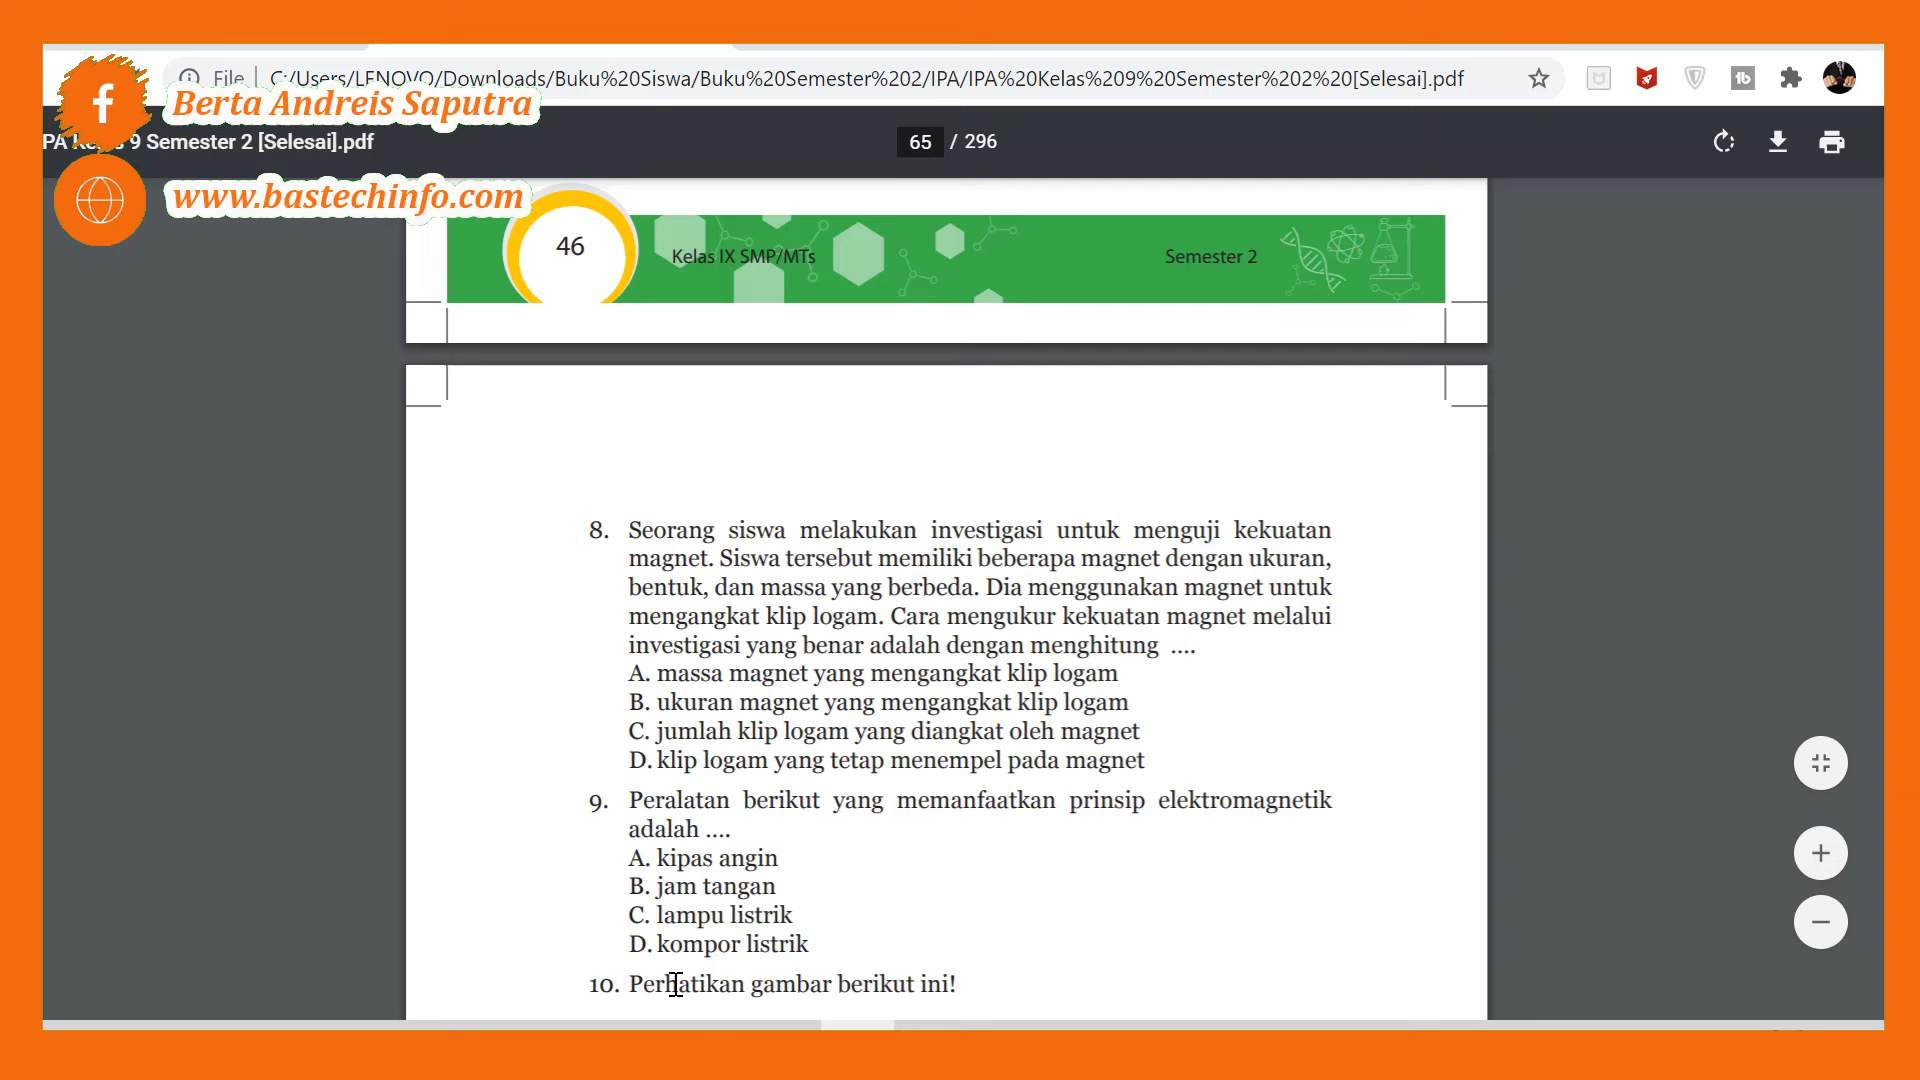 File
C:/Users/LENOVO/Downloads/Buku%20Siswa/Buku%20Semester%202/IPA/IPA%20Kelas%209%20Semester%202%20[Selesai].pdf
Berta Andreis Saputra
9 Semester 2 [Selesai].pdf
65 / 296
www.bastechinfo.com
46
Kelas IX SMP/MTs
Semester 2
8. Seorang siswa melakukan investigasi untuk menguji kekuatan
magnet. Siswa tersebut memiliki beberapa magnet dengan ukuran,
bentuk, dan massa yang berbeda. Dia menggunakan magnet untuk
mengangkat klip logam. Cara mengukur kekuatan magnet melalui
investigasi yang benar adalah dengan menghitung ....
A. massa magnet yang mengangkat klip logam
B. ukuran magnet yang mengangkat klip logam
C. jumlah klip logam yang diangkat oleh magnet
D. klip logam yang tetap menempel pada magnet
9. Peralatan berikut yang memanfaatkan prinsip elektromagnetik
adalah ....
A. kipas angin
B. jam tangan
C. lampu listrik
D. kompor listrik
10. Perhatikan gambar berikut ini!